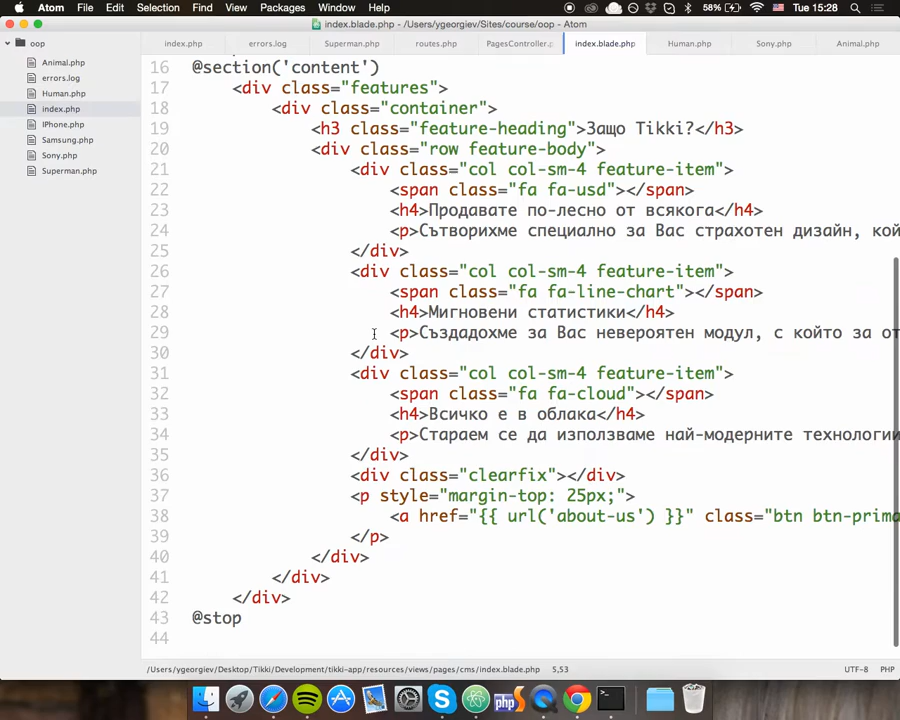 Atom File Edit Selection Find View Packages Window Help 58% Tue 15:28
index.blade.php - /Users/ygeorgiev/Sites/course/oop - Atom
oop
index.php errors.log Superman.php routes.php PagesController.p index.blade.php Human.php Sony.php Animal.php
Animal.php
errors.log
Human.php
index.php
IPhone.php
Samsung.php
Sony.php
Superman.php
16 @section('content')
17 <div class="features">
18 <div class="container">
19 <h3 class="feature-heading">Защо Tikki?</h3>
20 <div class="row feature-body">
21 <div class="col col-sm-4 feature-item">
22 <span class="fa fa-usd"></span>
23 <h4>Продавате по-лесно от всякога</h4>
24 <p>Сътворихме специално за Вас страхотен дизайн, кой
25 </div>
26 <div class="col col-sm-4 feature-item">
27 <span class="fa fa-line-chart"></span>
28 <h4>Мигновени статистики</h4>
29 <p>Създадохме за Вас невероятен модул, с който за от
30 </div>
31 <div class="col col-sm-4 feature-item">
32 <span class="fa fa-cloud"></span>
33 <h4>Всичко е в облака</h4>
34 <p>Стараем се да използваме най-модерните технологии
35 </div>
36 <div class="clearfix"></div>
37 <p style="margin-top: 25px;">
38 <a href="{{ url('about-us') }}" class="btn btn-prima
39 </p>
40 </div>
41 </div>
42 </div>
43 @stop
44
/Users/ygeorgiev/Desktop/Tikki/Development/tikki-app/resources/views/pages/cms/index.blade.php 5,53 UTF-8 PHP
php